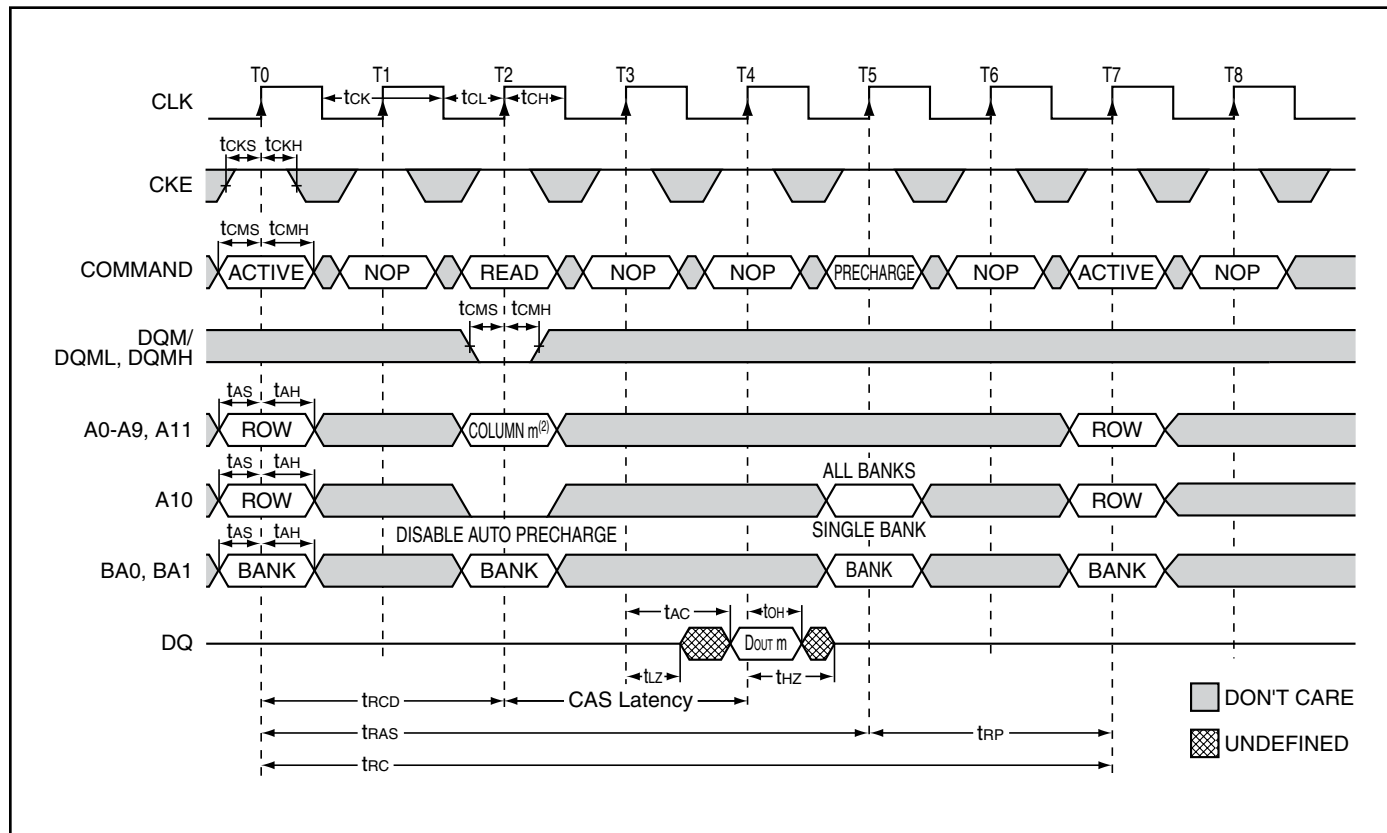 T0 T1 T2 T3 T4 T5 T6 T7 T8
CLK
tCK tCL tCH
tCKS tCKH
CKE
tCMS tCMH
COMMAND ACTIVE NOP READ NOP NOP PRECHARGE NOP ACTIVE NOP
tCMS tCMH
DQM/
DQML, DQMH
tAS tAH
A0-A9, A11 ROW COLUMN m(2) ROW
tAS tAH ALL BANKS
A10 ROW ROW
DISABLE AUTO PRECHARGE SINGLE BANK
tAS tAH
BA0, BA1 BANK BANK BANK BANK
tAC tOH
DQ DOUT m
tLZ tHZ
tRCD CAS Latency
DON'T CARE
tRAS tRP
UNDEFINED
tRC